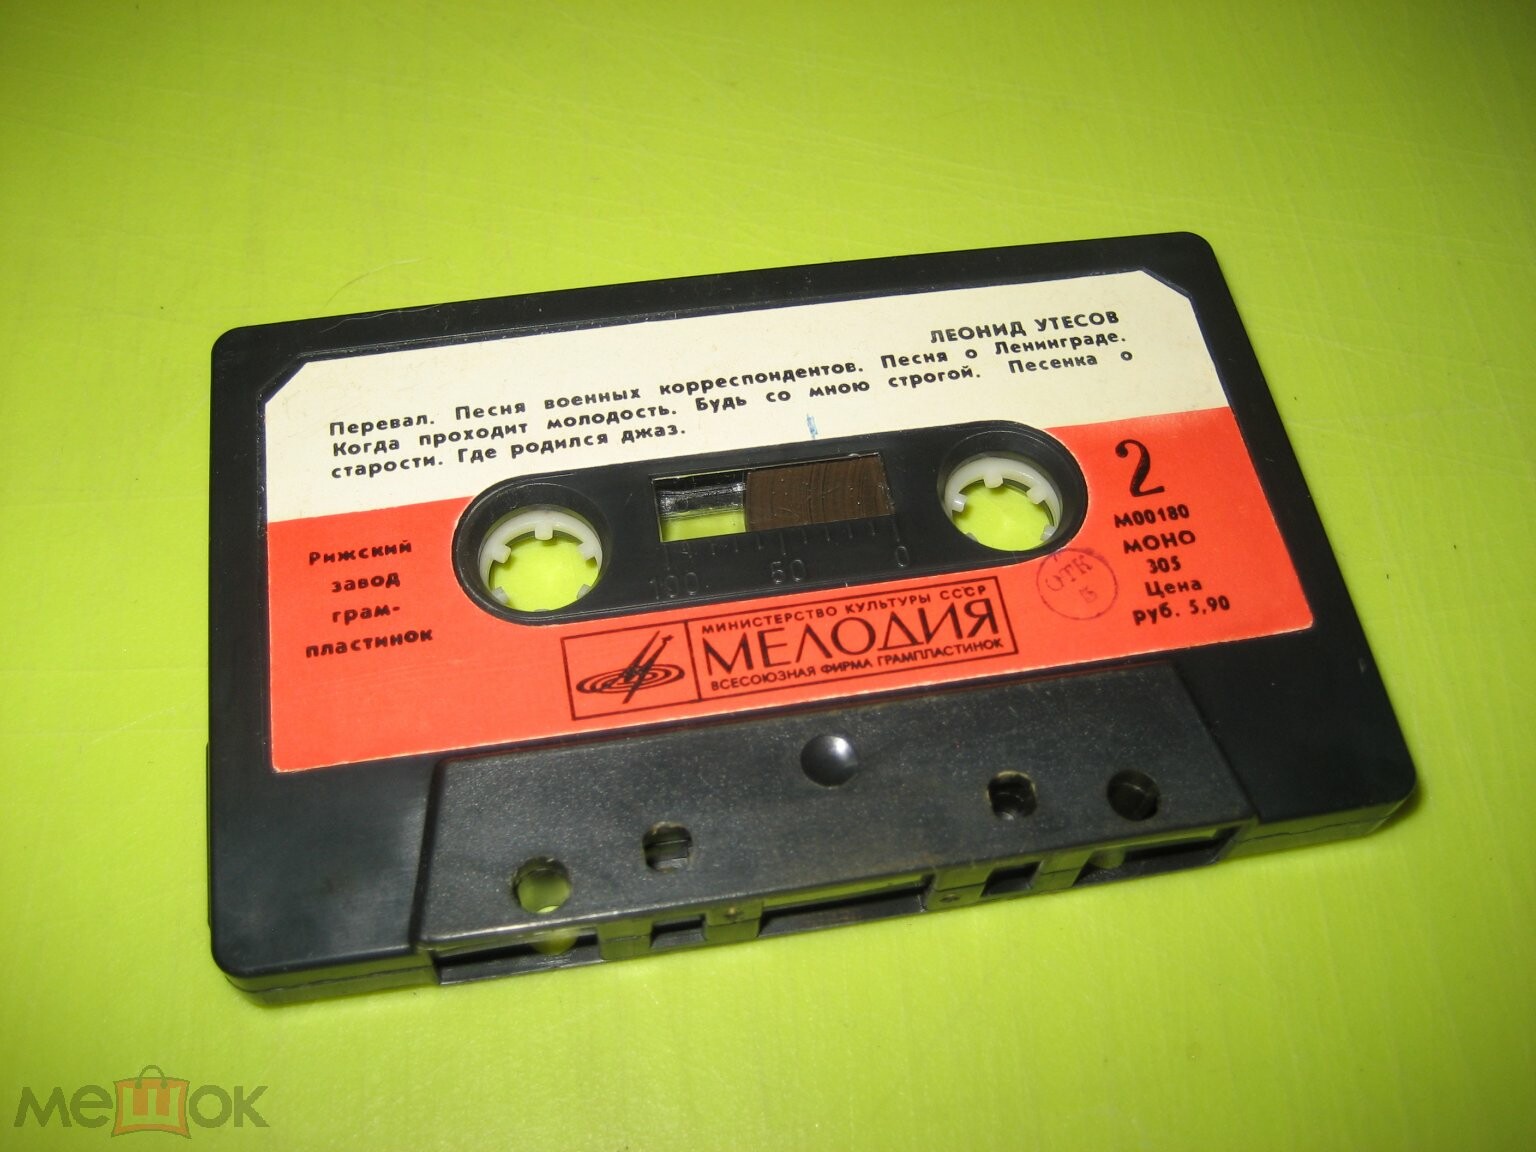 ЛЕОНИД УТЕСОВ
Перевал. Песня военных корреспондентов. Песня о Ленинграде.
Когда проходит молодость. Будь со мною строгой. Песенка о
старости. Где родился джаз.
2
М00180
МОНО
305
Цена
руб. 5,90
Рижский
завод
грам-
пластинок
100 50 0
ОТК
МИНИСТЕРСТВО КУЛЬТУРЫ СССР
МЕЛОДИЯ
ВСЕСОЮЗНАЯ ФИРМА ГРАМПЛАСТИНОК
мешок